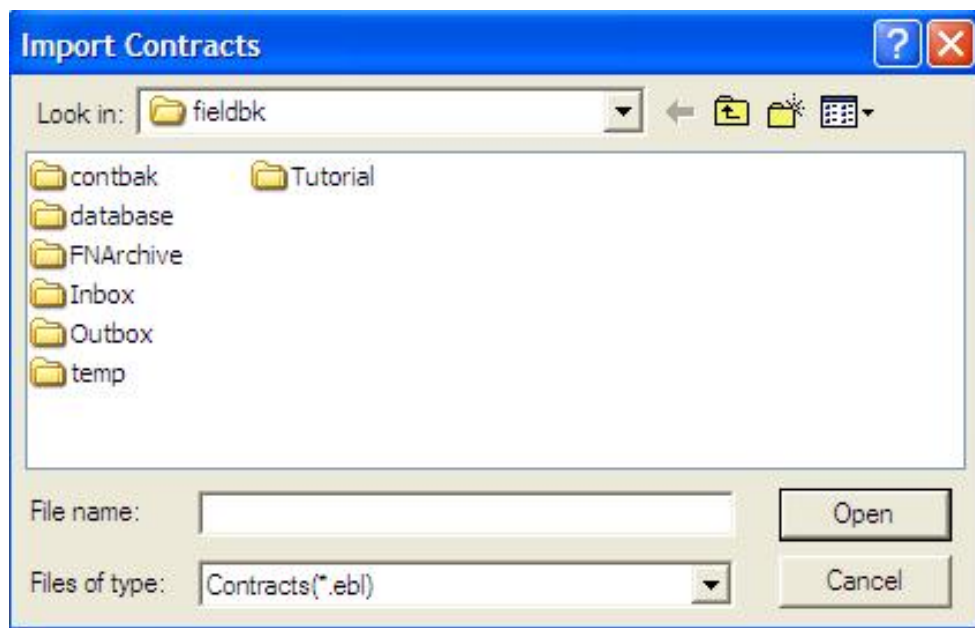 Import Contracts
Look in: fieldbk
contbak Tutorial
database
FNArchive
Inbox
Outbox
temp
File name: Open
Files of type: Contracts(*.ebl) Cancel